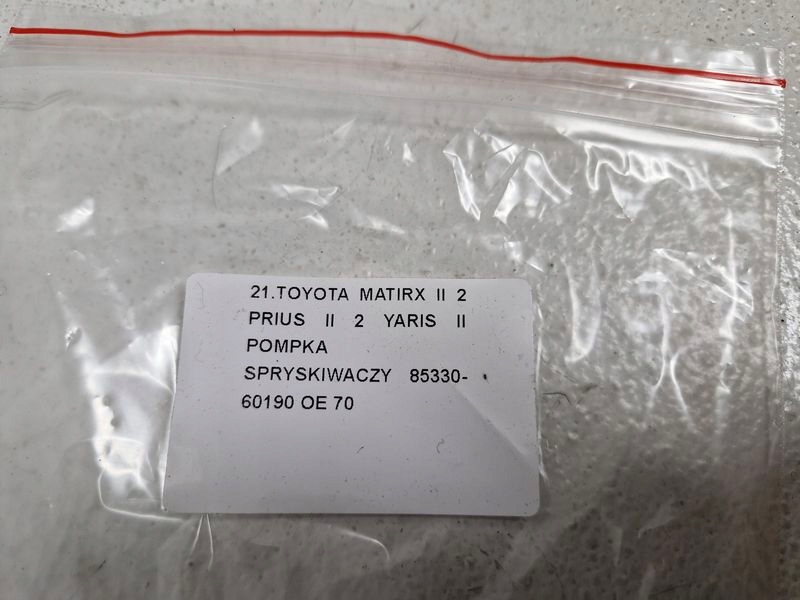 21.TOYOTA MATIRX II 2
PRIUS II 2 YARIS II
POMPKA
SPRYSKIWACZY 85330-
60190 OE 70